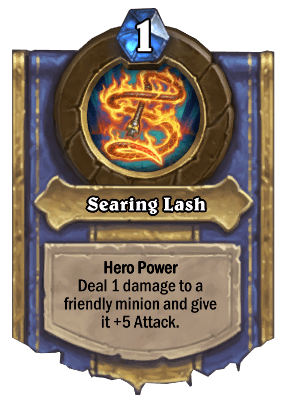 1
Searing Lash
Hero Power
Deal 1 damage to a
friendly minion and give
it +5 Attack.